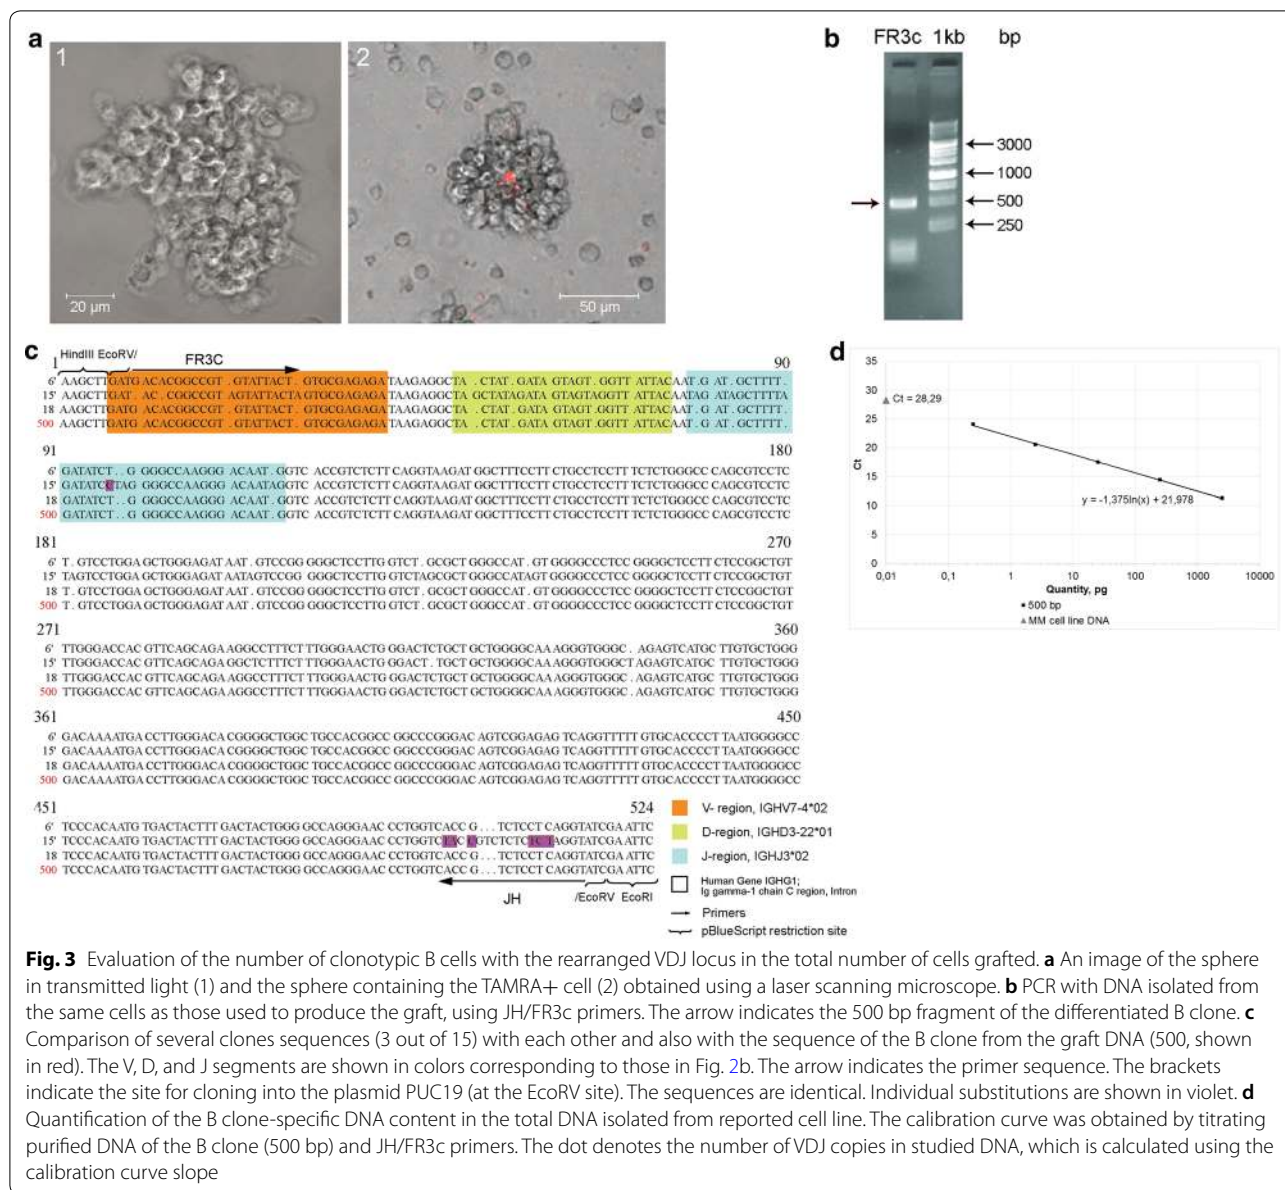 a
1
2
20 µm
50 µm
b
FR3c 1kb bp
3000
1000
500
250
c
HindIII EcoRV/
FR3C
1 90
6' AAGCTTGATGACACGGCCGT . GTATTACT . GTGCGAGAGA TAAGAGGCTA . CTAT . GATA GTAGT . GGTT ATTACAAT . G . AT . GCTTTT .
15' AAGCTTGAT . AC . CGGCCGT AGTATTACTAGTGCGAGAGAT TAAGAGGCTAGCTATAGATA GTAGTAGGTT ATTACAATAG . ATAGCTTTTA
18 AAGCTTGATG ACACGGCCGT . GTATTACT . GTGCGAGAGA TAAGAGGCTA . CTAT . GATA GTAGT . GGTT ATTACAAT . G . AT . GCTTTT .
500 AAGCTTGATG ACACGGCCGT . GTATTACT . GTGCGAGAGA TAAGAGGCTA . CTAT . GATA GTAGT . GGTT ATTACAAT . G . AT . GCTTTT .
91 180
6' GATATCT . . G GGGCCAAGGG ACAAT . GGTC ACCGTCTCTT CAGGTAAGAT GGCTTTCCTT CTGCCTCCTT TCTCTGGGCC CAGCGTCCTC
15' GATATCCTAG GGGCCAAGGG ACAATAGGTC ACCGTCTCTT CAGGTAAGAT GGCTTTCCTT CTGCCTCCTT TCTCTGGGCC CAGCGTCCTC
18 GATATCT . . G GGGCCAAGGG ACAAT . GGTC ACCGTCTCTT CAGGTAAGAT GGCTTTCCTT CTGCCTCCTT TCTCTGGGCC CAGCGTCCTC
500 GATATCT . . G GGGCCAAGGG ACAAT . GGTC ACCGTCTCTT CAGGTAAGAT GGCTTTCCTT CTGCCTCCTT TCTCTGGGCC CAGCGTCCTC
181 270
6' T . GTCCTGGA GCTGGGAGAT AAT . GTCCGG GGGCTCCTTG GTCT . GCGCT GGGCCAT . GT GGGGCCCTCC GGGGCTCCTT CTCCGGCTGT
15' TAGTCCTGGA GCTGGGAGAT AATAGTCCGG GGGCTCCTTG GTCTAGCGCT GGGCCATAGT GGGGCCCTCC GGGGCTCCTT CTCCGGCTGT
18 T . GTCCTGGA GCTGGGAGAT AAT . GTCCGG GGGCTCCTTG GTCT . GCGCT GGGCCAT . GT GGGGCCCTCC GGGGCTCCTT CTCCGGCTGT
500 T . GTCCTGGA GCTGGGAGAT AAT . GTCCGG GGGCTCCTTG GTCT . GCGCT GGGCCAT . GT GGGGCCCTCC GGGGCTCCTT CTCCGGCTGT
271 360
6' TTGGGACCAC GTTCAGCAGA AGGCCTTTCT TTGGGAACTG GGACTCTGCT GCTGGGGCAA AGGGTGGGC . AGAGTCATGC TTGTGCTGGG
15' TTGGGACCAC GTTCAGCAGA GGCTCTTTCT TTGGGAACTG GGACT . TGCT GCTGGGGCAA AGGGTGGGCT AGAGTCATGC TTGTGCTGGG
18 TTGGGACCAC GTTCAGCAGA AGGCCTTTCT TTGGGAACTG GGACTCTGCT GCTGGGGCAA AGGGTGGGC . AGAGTCATGC TTGTGCTGGG
500 TTGGGACCAC GTTCAGCAGA AGGCCTTTCT TTGGGAACTG GGACTCTGCT GCTGGGGCAA AGGGTGGGC . AGAGTCATGC TTGTGCTGGG
361 450
6' GACAAAATGA CCTTGGGACA CGGGGCTGGC TGCCACGGCC GGCCCGGGAC AGTCGGAGAG TCAGGTTTTT GTGCACCCCT TAATGGGGCC
15' GACAAAATGA CCTTGGGACA CGGGGCTGGC TGCCACGGCC GGCCCGGGAC AGTCGGAGAG TCAGGTTTTT GTGCACCCCT TAATGGGGCC
18 GACAAAATGA CCTTGGGACA CGGGGCTGGC TGCCACGGCC GGCCCGGGAC AGTCGGAGAG TCAGGTTTTT GTGCACCCCT TAATGGGGCC
500 GACAAAATGA CCTTGGGACA CGGGGCTGGC TGCCACGGCC GGCCCGGGAC AGTCGGAGAG TCAGGTTTTT GTGCACCCCT TAATGGGGCC
451 524
6' TCCCACAATG TGACTACTTT GACTACTGGG GCCAGGGAAC CCTGGTCACC G . . . TCTCCTCAGGTATCGAATTC
15' TCCCACAATG TGACTACTTT GACTACTGGG GCCAGGGAAC CCTGGTCTAC GGTCTCTCTCTAGGTATCGAATTC
18 TCCCACAATG TGACTACTTT GACTACTGGG GCCAGGGAAC CCTGGTCACC G . . . TCTCCTCAGGTATCGAATTC
500 TCCCACAATG TGACTACTTT GACTACTGGG GCCAGGGAAC CCTGGTCACC G . . . TCTCCTCAGGTATCGAATTC
JH
/EcoRV EcoRI
V- region, IGHV7-4*02
D-region, IGHD3-22*01
J-region, IGHJ3*02
Human Gene IGHG1;
Ig gamma-1 chain C region, Intron
Primers
pBlueScript restriction site
d
35
30
25
20
15
10
5
0
Ct
Ct = 28,29
y = -1,375ln(x) + 21,978
0,01 0,1 1 10 100 1000 10000
Quantity, pg
500 bp
MM cell line DNA
Fig. 3 Evaluation of the number of clonotypic B cells with the rearranged VDJ locus in the total number of cells grafted. a An image of the sphere
in transmitted light (1) and the sphere containing the TAMRA+ cell (2) obtained using a laser scanning microscope. b PCR with DNA isolated from
the same cells as those used to produce the graft, using JH/FR3c primers. The arrow indicates the 500 bp fragment of the differentiated B clone. c
Comparison of several clones sequences (3 out of 15) with each other and also with the sequence of the B clone from the graft DNA (500, shown
in red). The V, D, and J segments are shown in colors corresponding to those in Fig. 2b. The arrow indicates the primer sequence. The brackets
indicate the site for cloning into the plasmid PUC19 (at the EcoRV site). The sequences are identical. Individual substitutions are shown in violet. d
Quantification of the B clone-specific DNA content in the total DNA isolated from reported cell line. The calibration curve was obtained by titrating
purified DNA of the B clone (500 bp) and JH/FR3c primers. The dot denotes the number of VDJ copies in studied DNA, which is calculated using the
calibration curve slope